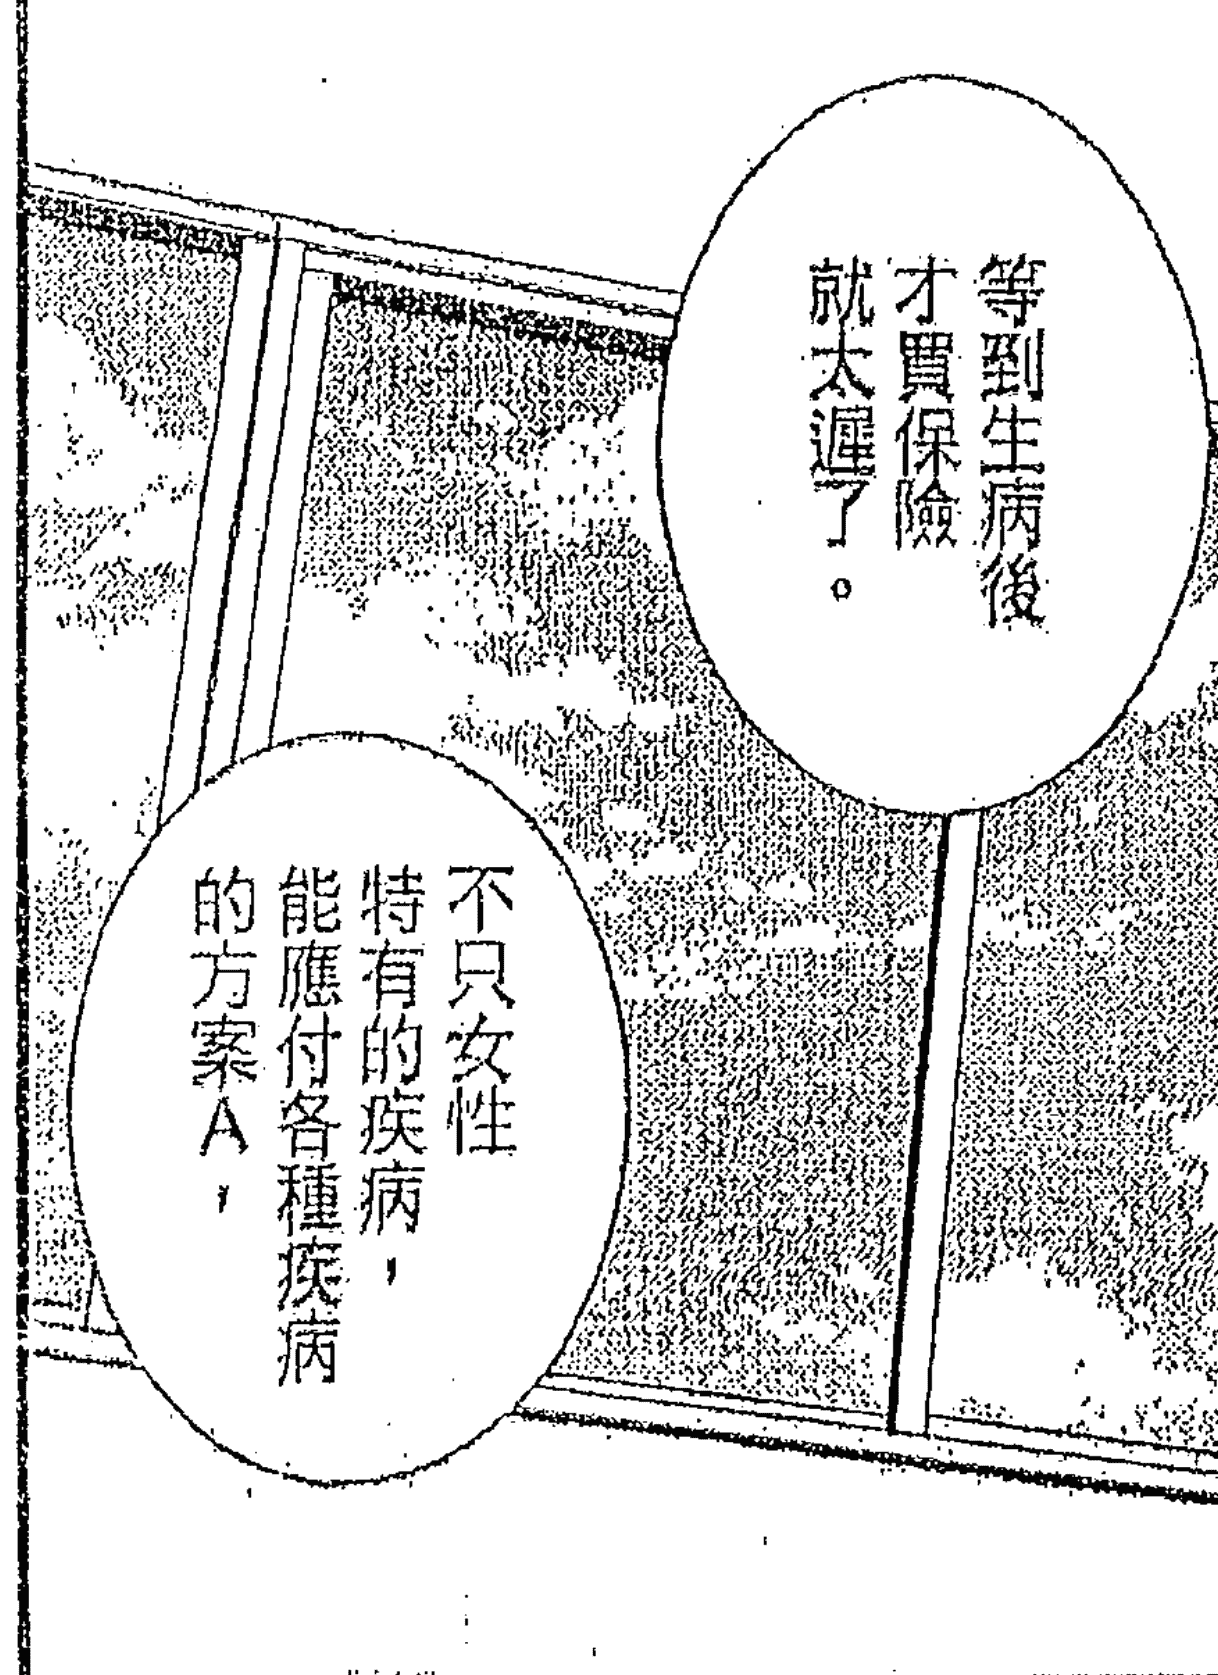 等到生病後
才買保險
就太遲了。
不只女性
特有的疾病，
能應付各種疾病
的方案A，